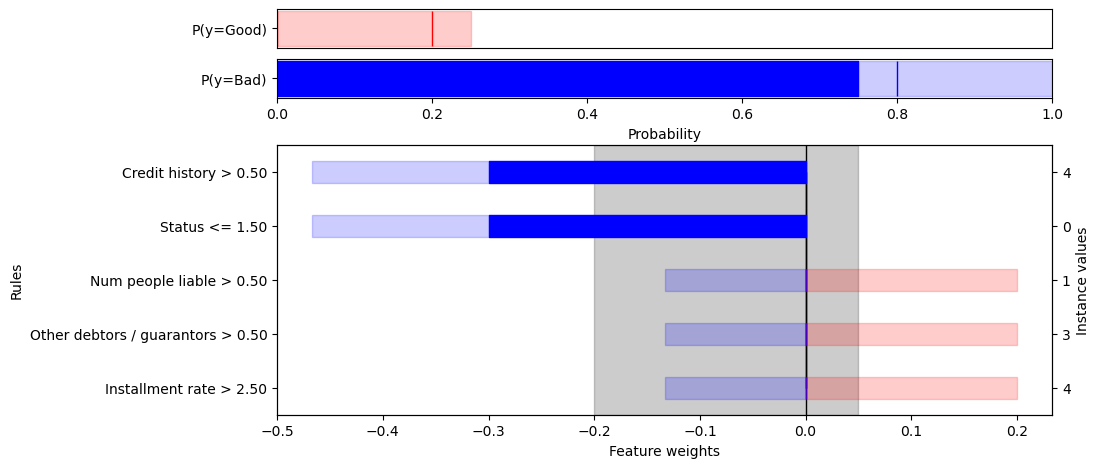 P(y=Good)
P(y=Bad)
0.0 0.2 0.4 0.6 0.8 1.0
Probability
Credit history > 0.50 4
Status <= 1.50 0
Num people liable > 0.50 1
Other debtors / guarantors > 0.50 3
Installment rate > 2.50 4
Rules
Instance values
−0.5 −0.4 −0.3 −0.2 −0.1 0.0 0.1 0.2
Feature weights